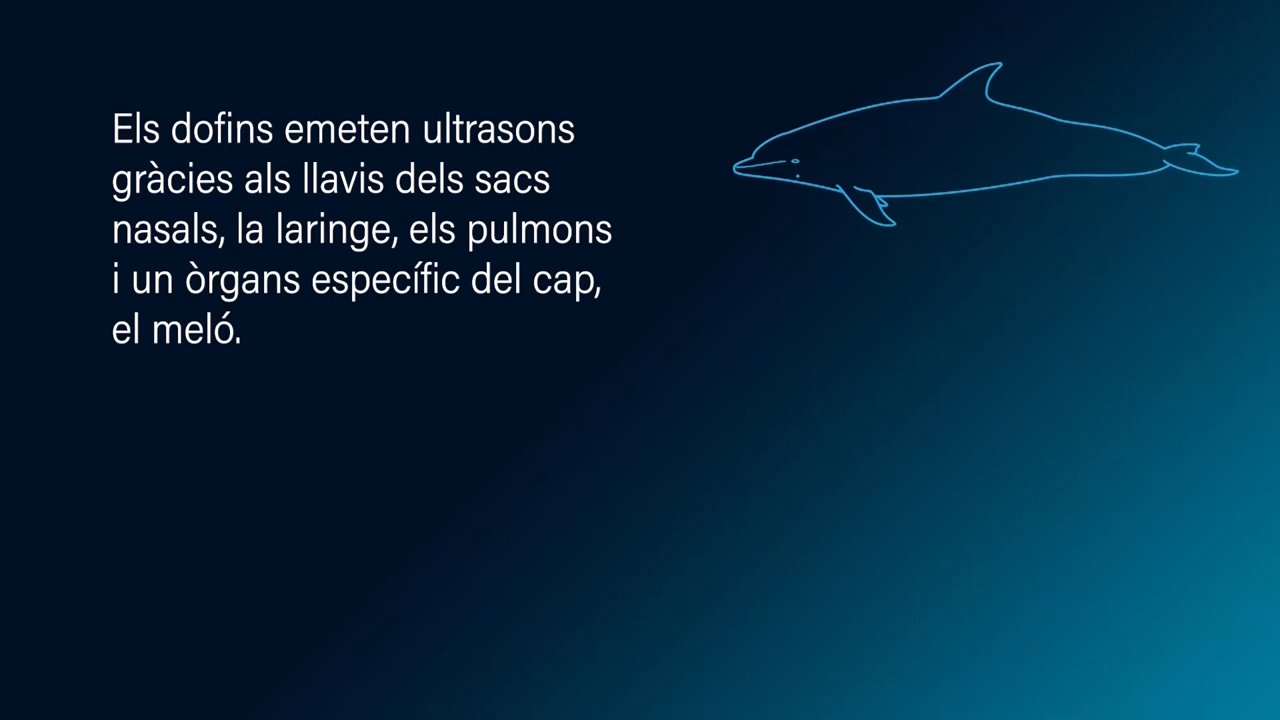 Els dofins emeten ultrasons
gràcies als llavis dels sacs
nasals, la laringe, els pulmons
i un òrgans específic del cap,
el meló.